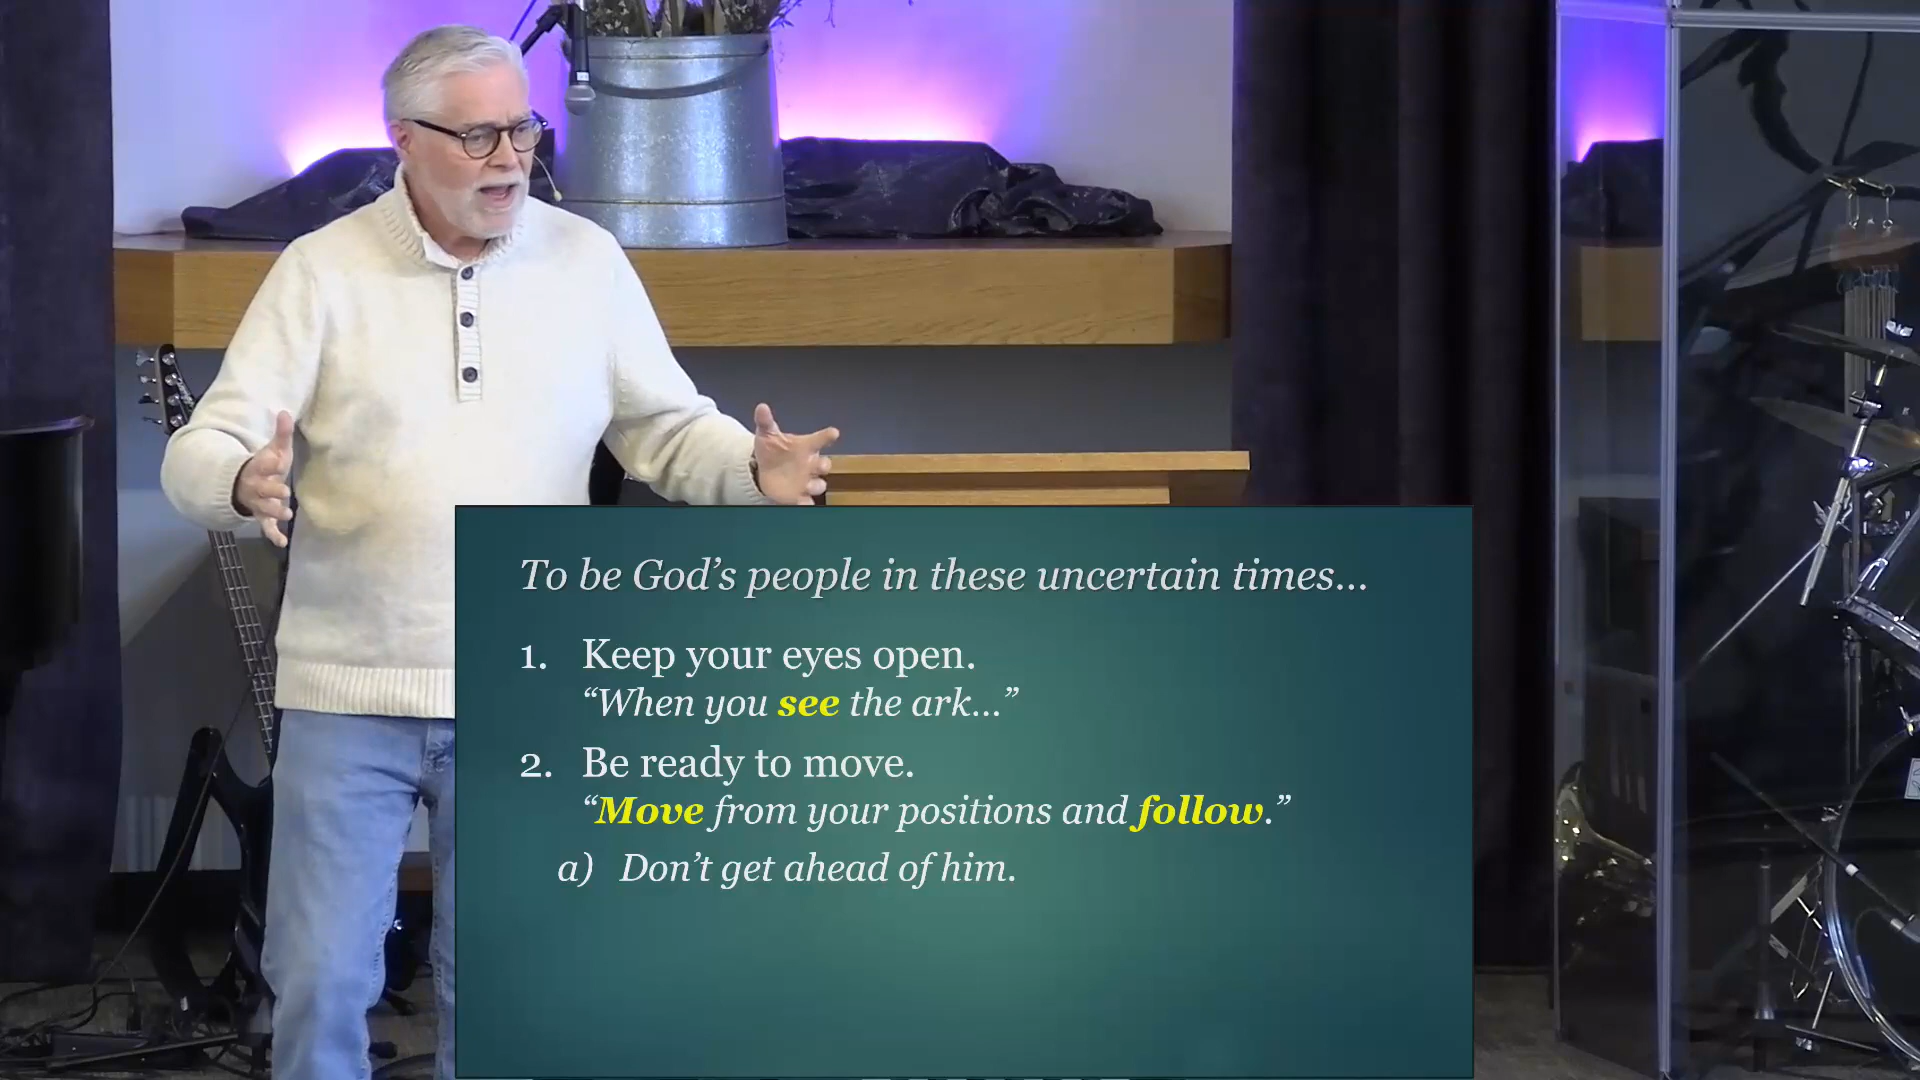 To be God’s people in these uncertain times...
1. Keep your eyes open.
“When you see the ark...”
2. Be ready to move.
“Move from your positions and follow.”
a) Don’t get ahead of him.